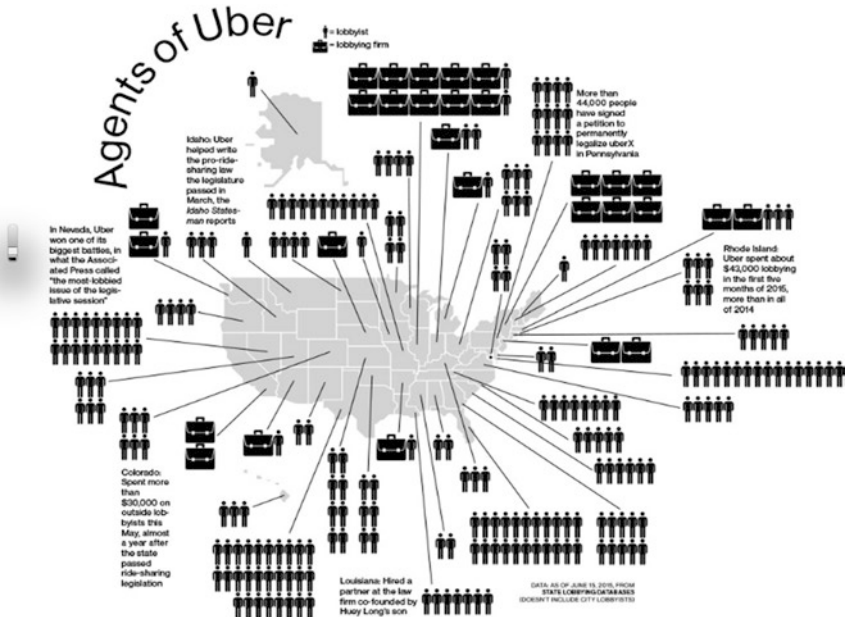 Agents of Uber
= lobbyist
= lobbying firm
More than
44,000 people
have signed
a petition to
permanently
legalize uberX
in Pennsylvania
Idaho: Uber
helped write
the pro-ride-
sharing law
the legislature
passed in
March, the
Idaho States-
man reports
In Nevada, Uber
won one of its
biggest battles, in
what the Associ-
ated Press called
"the most-lobbied
issue of the legis-
lative session"
Rhode Island:
Uber spent about
$43,000 lobbying
in the first five
months of 2015,
more than in all
of 2014
Colorado:
Spent more
than
$30,000 on
outside lob-
byists this
May, almost
a year after
the state
passed
ride-sharing
legislation
Louisiana: Hired a
partner at the law
firm co-founded by
Huey Long's son
DATA: AS OF JUNE 15, 2015, FROM
STATE LOBBYING DATABASES
(DOESN'T INCLUDE CITY LOBBYISTS)